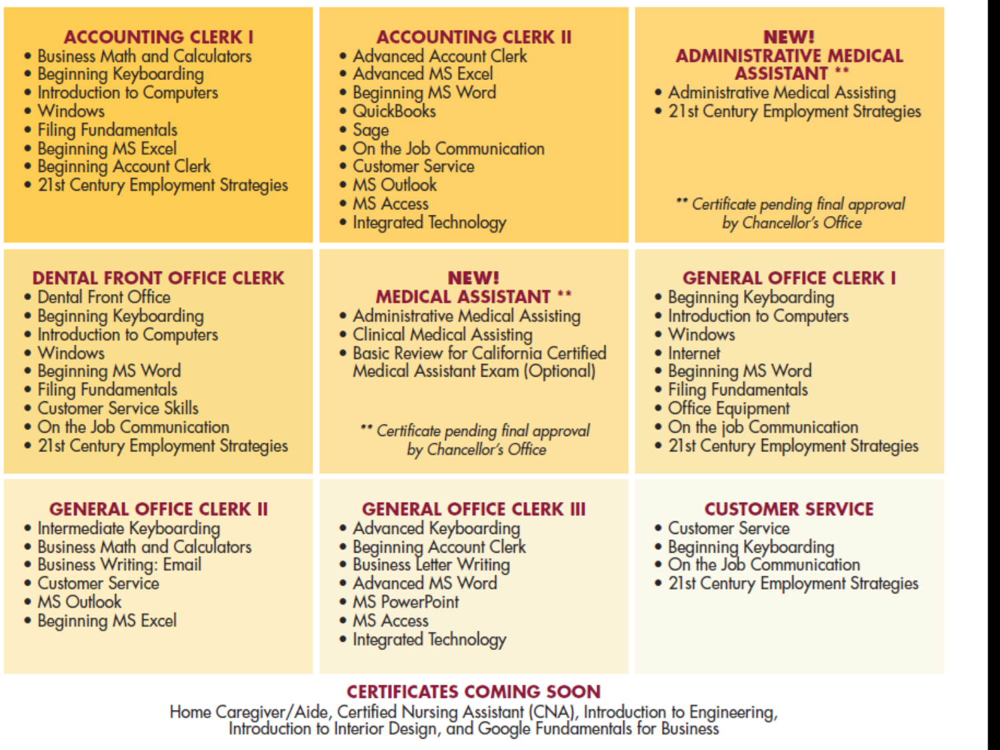 ACCOUNTING CLERK I
• Business Math and Calculators
• Beginning Keyboarding
• Introduction to Computers
• Windows
• Filing Fundamentals
• Beginning MS Excel
• Beginning Account Clerk
• 21st Century Employment Strategies
ACCOUNTING CLERK II
• Advanced Account Clerk
• Advanced MS Excel
• Beginning MS Word
• QuickBooks
• Sage
• On the Job Communication
• Customer Service
• MS Outlook
• MS Access
• Integrated Technology
NEW!
ADMINISTRATIVE MEDICAL
ASSISTANT **
• Administrative Medical Assisting
• 21st Century Employment Strategies
** Certificate pending final approval
by Chancellor's Office
DENTAL FRONT OFFICE CLERK
• Dental Front Office
• Beginning Keyboarding
• Introduction to Computers
• Windows
• Beginning MS Word
• Filing Fundamentals
• Customer Service Skills
• On the Job Communication
• 21st Century Employment Strategies
NEW!
MEDICAL ASSISTANT **
• Administrative Medical Assisting
• Clinical Medical Assisting
• Basic Review for California Certified
Medical Assistant Exam (Optional)
** Certificate pending final approval
by Chancellor's Office
GENERAL OFFICE CLERK I
• Beginning Keyboarding
• Introduction to Computers
• Windows
• Internet
• Beginning MS Word
• Filing Fundamentals
• Office Equipment
• On the job Communication
• 21st Century Employment Strategies
GENERAL OFFICE CLERK II
• Intermediate Keyboarding
• Business Math and Calculators
• Business Writing: Email
• Customer Service
• MS Outlook
• Beginning MS Excel
GENERAL OFFICE CLERK III
• Advanced Keyboarding
• Beginning Account Clerk
• Business Letter Writing
• Advanced MS Word
• MS PowerPoint
• MS Access
• Integrated Technology
CUSTOMER SERVICE
• Customer Service
• Beginning Keyboarding
• On the Job Communication
• 21st Century Employment Strategies
CERTIFICATES COMING SOON
Home Caregiver/Aide, Certified Nursing Assistant (CNA), Introduction to Engineering,
Introduction to Interior Design, and Google Fundamentals for Business